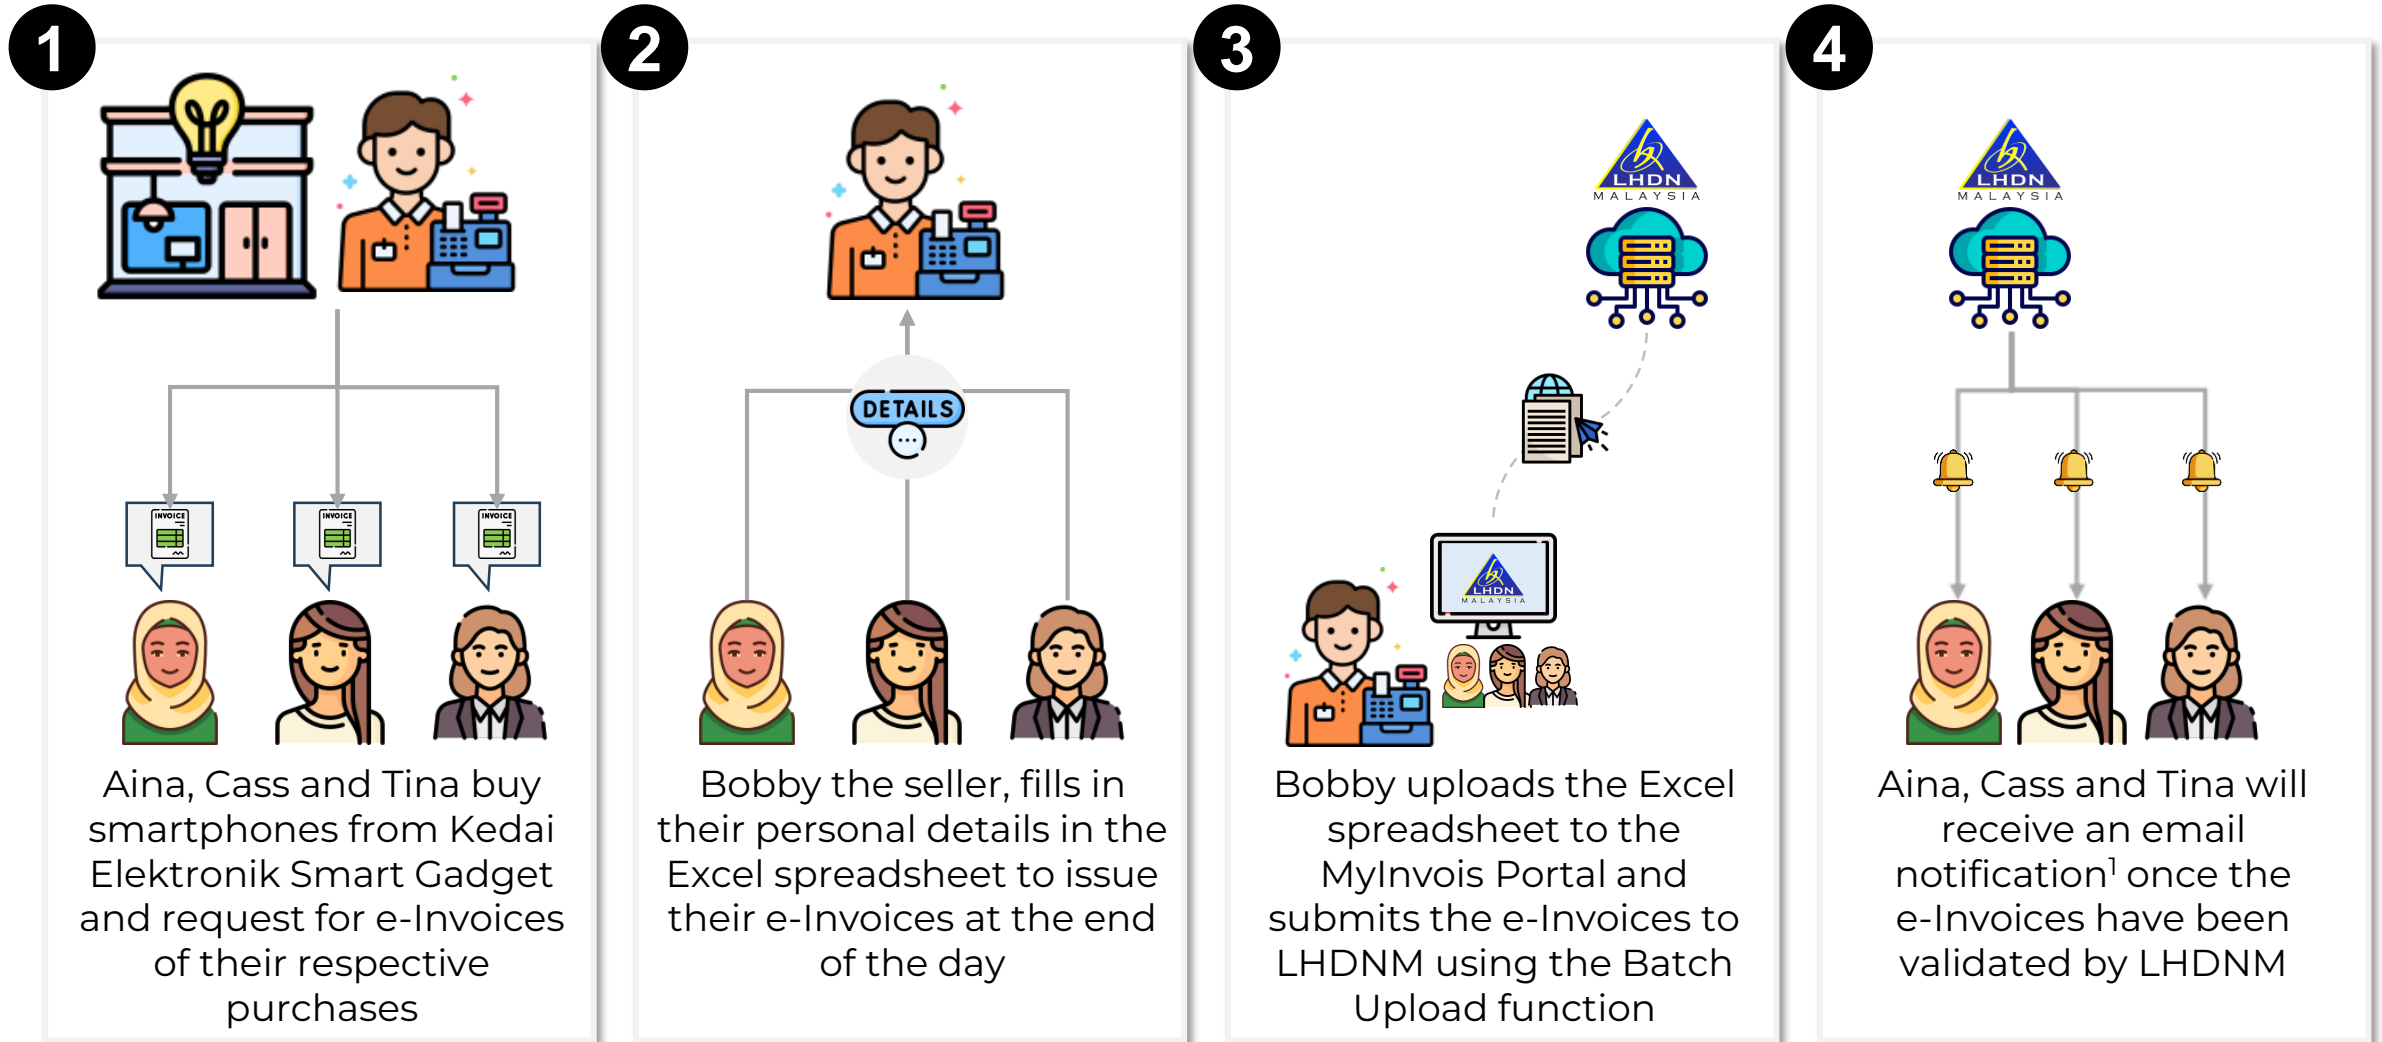 1
2
3
4
LHDN
MALAYSIA
LHDN
MALAYSIA
DETAILS
INVOICE
INVOICE
INVOICE
LHDN
MALAYSIA
Aina, Cass and Tina buy
smartphones from Kedai
Elektronik Smart Gadget
and request for e-Invoices
of their respective
purchases
Bobby the seller, fills in
their personal details in the
Excel spreadsheet to issue
their e-Invoices at the end
of the day
Bobby uploads the Excel
spreadsheet to the
MyInvois Portal and
submits the e-Invoices to
LHDNM using the Batch
Upload function
Aina, Cass and Tina will
receive an email
notification¹ once the
e-Invoices have been
validated by LHDNM